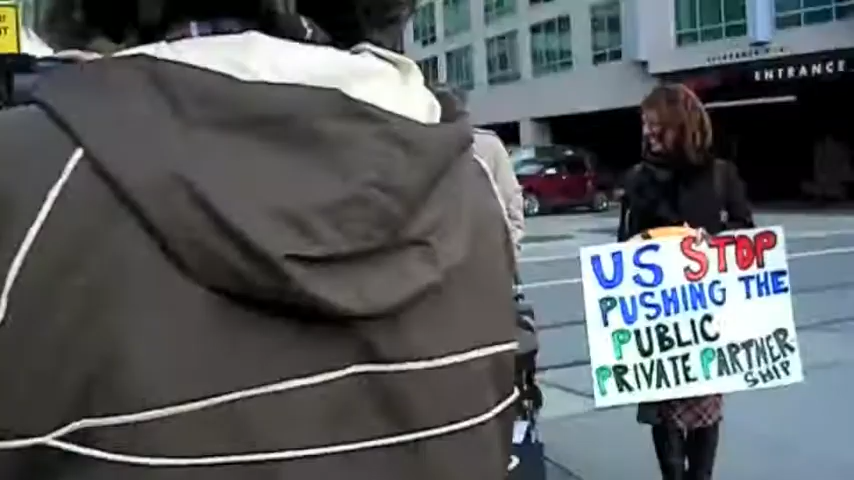 ENTRANCE
US STOP
PUSHING THE
PUBLIC
PRIVATE PARTNER
SHIP